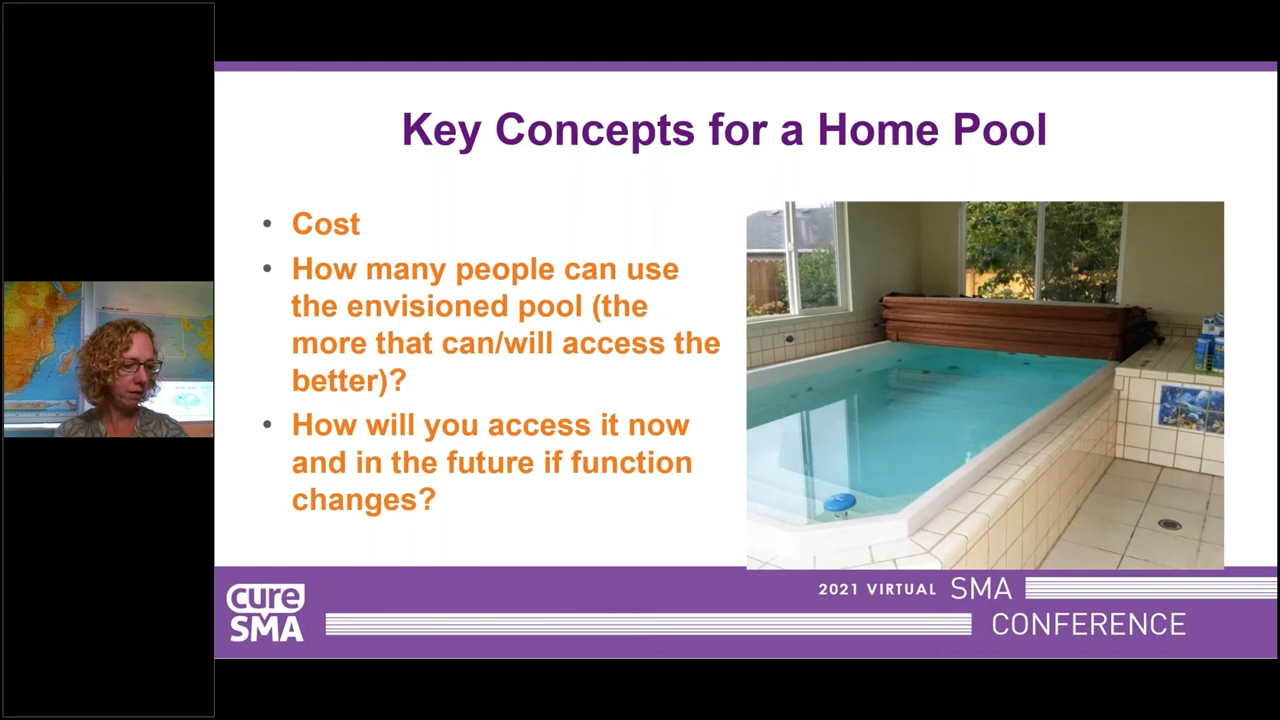 Key Concepts for a Home Pool
• Cost
• How many people can use
the envisioned pool (the
more that can/will access the
better)?
• How will you access it now
and in the future if function
changes?
cure
SMA
2021 VIRTUAL SMA
CONFERENCE